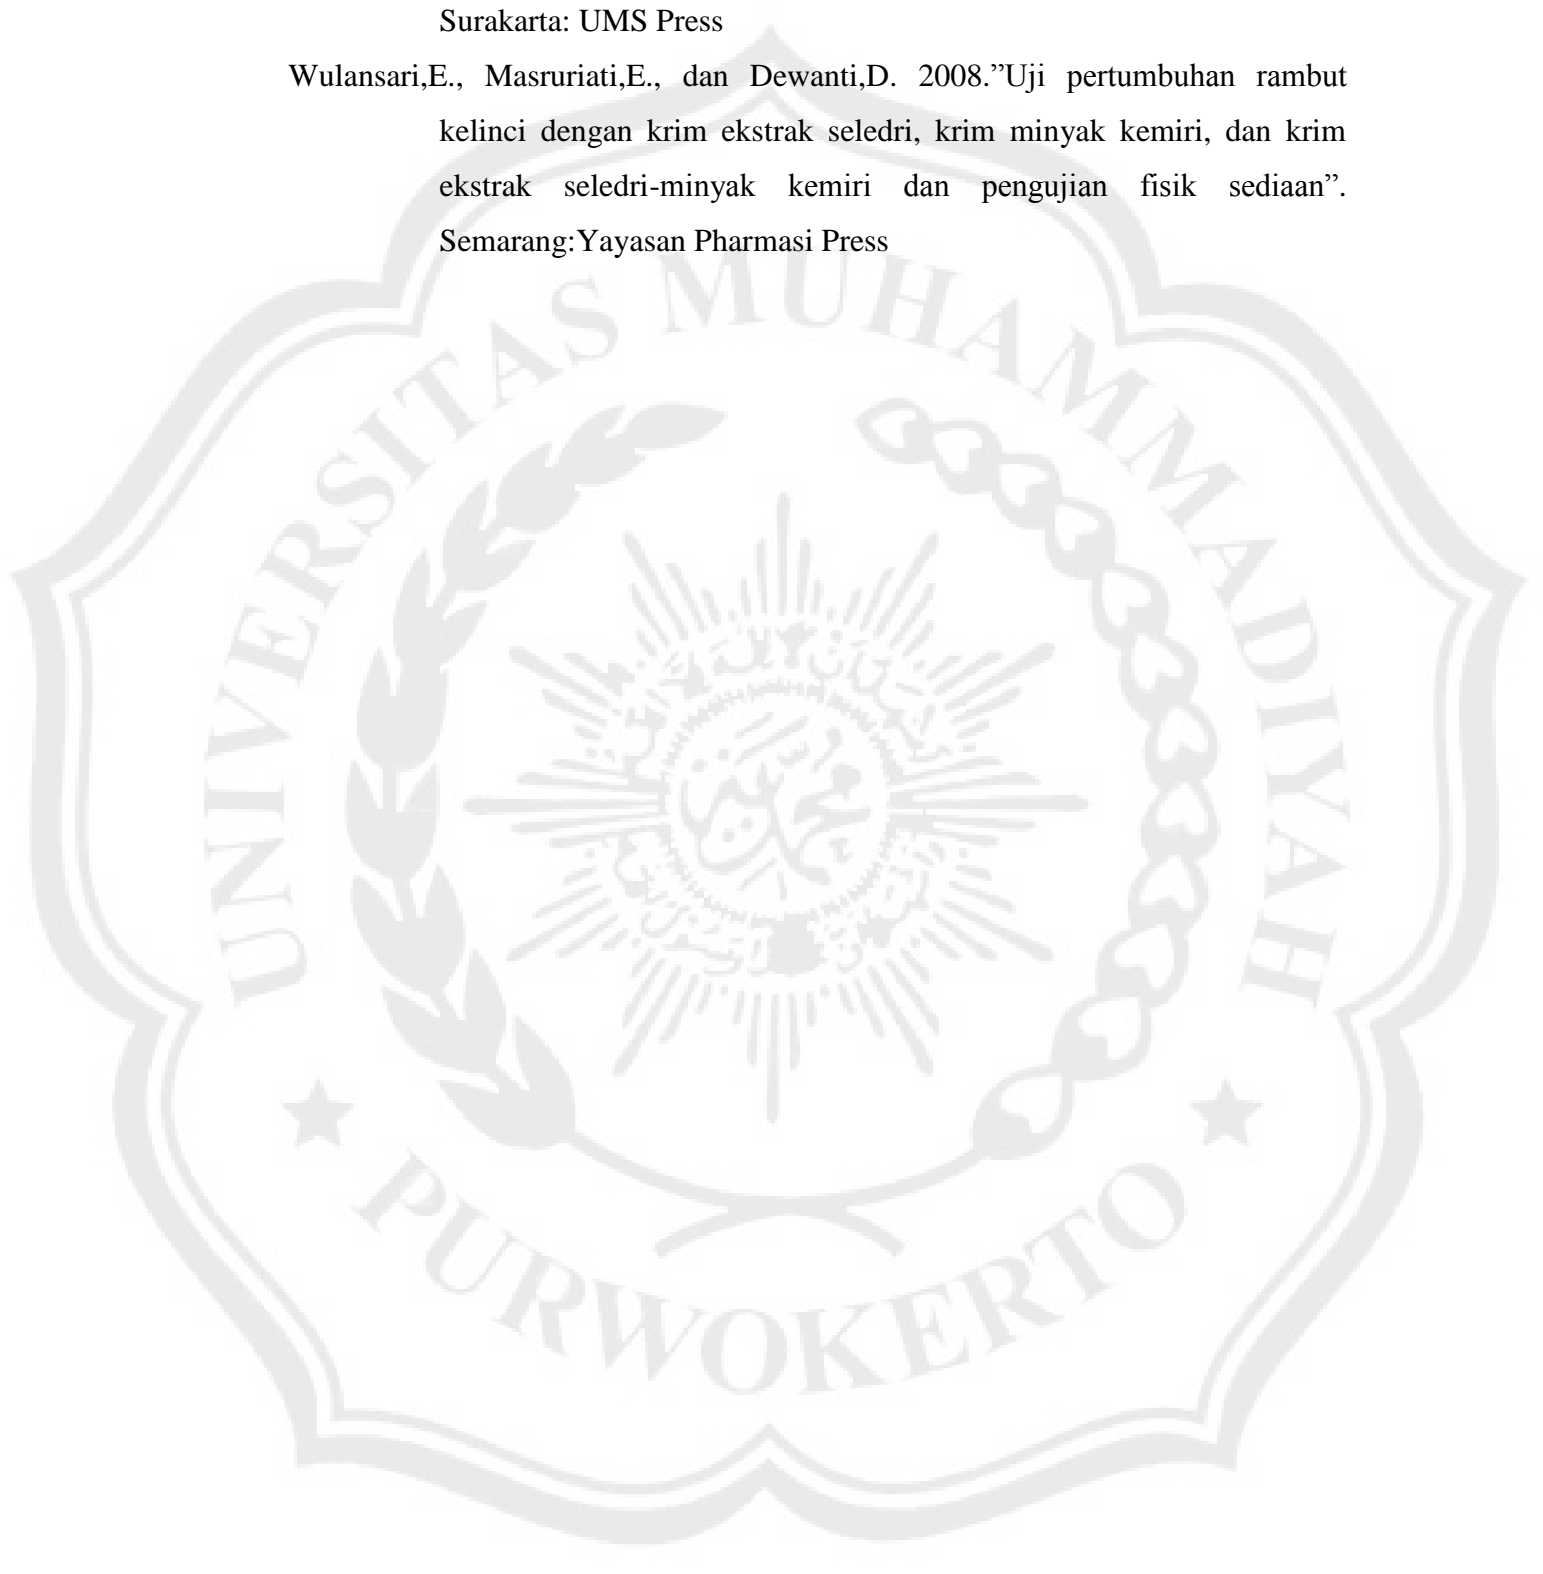 Surakarta: UMS Press
Wulansari,E., Masruriati,E., dan Dewanti,D. 2008.”Uji pertumbuhan rambut
kelinci dengan krim ekstrak seledri, krim minyak kemiri, dan krim
ekstrak seledri-minyak kemiri dan pengujian fisik sediaan”.
Semarang:Yayasan Pharmasi Press
UNIVERSITAS MUHAMMADIYAH
محمدية
PURWOKERTO